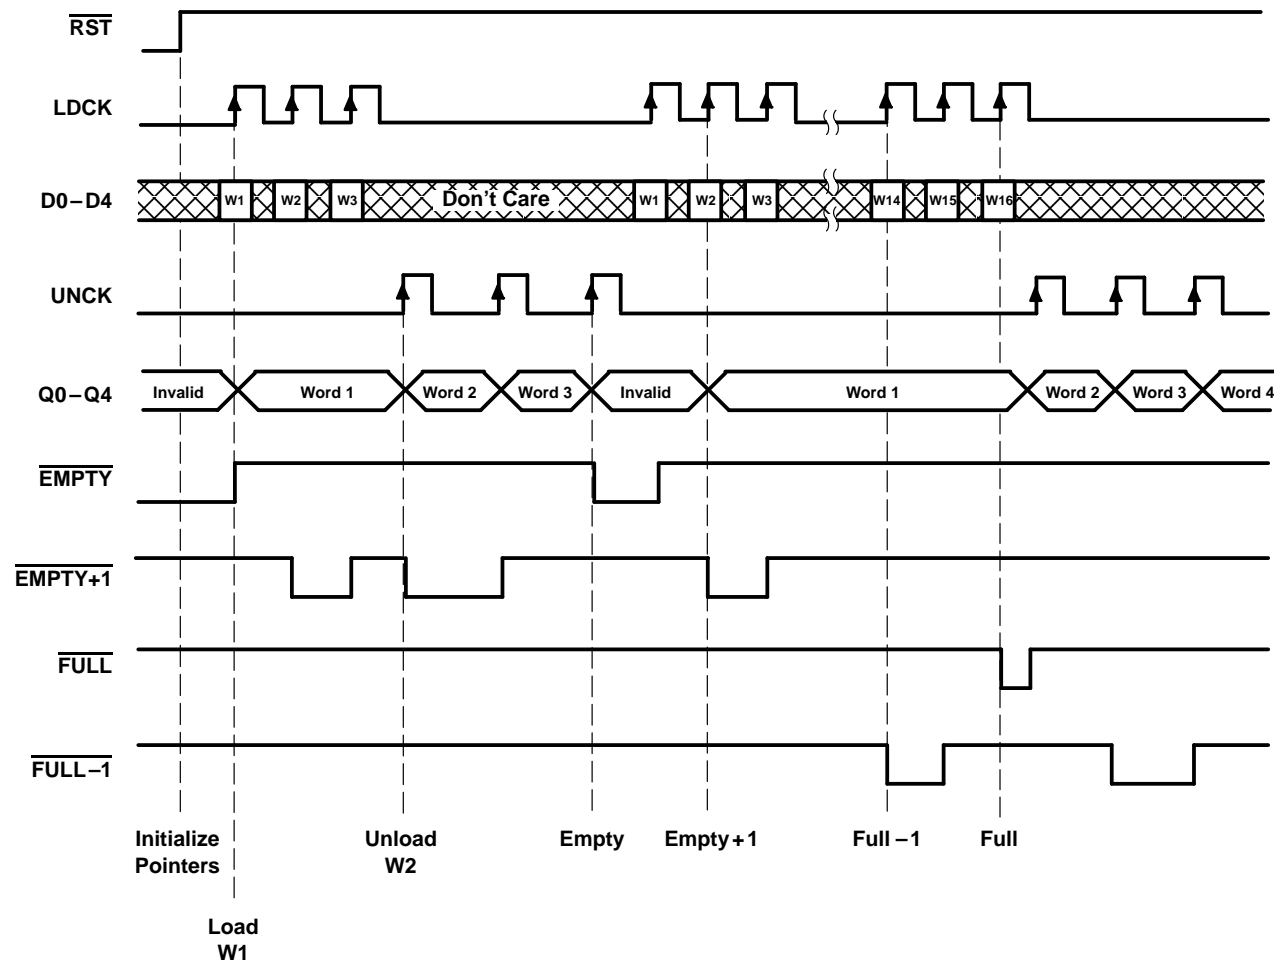 RST
LDCK
D0–D4 W1 W2 W3 Don't Care W1 W2 W3 W14 W15 W16
UNCK
Q0–Q4 Invalid Word 1 Word 2 Word 3 Invalid Word 1 Word 2 Word 3 Word 4
EMPTY
EMPTY+1
FULL
FULL–1
Initialize
Pointers
Load
W1
Unload
W2
Empty
Empty+1
Full–1
Full